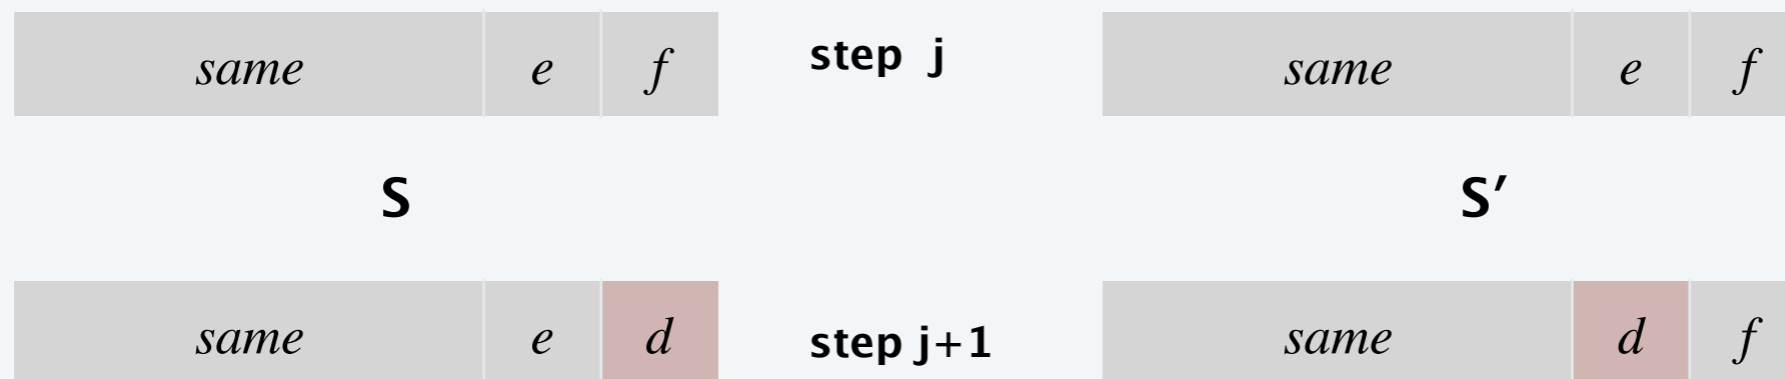 same e f step j same e f
S S′
same e d step j+1 same d f